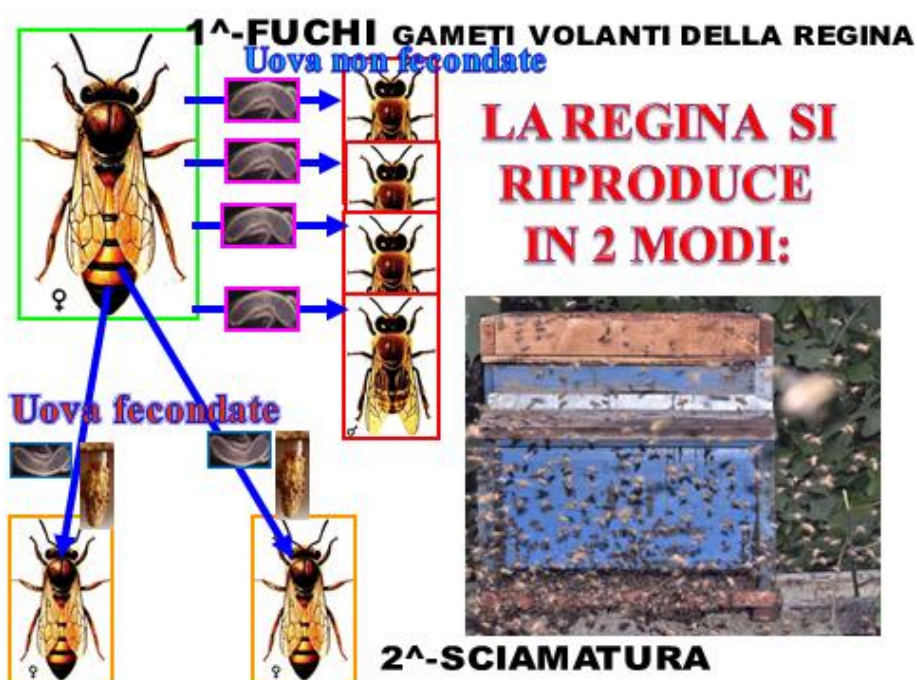 1^-FUCHI GAMETI VOLANTI DELLA REGINA
Uova non fecondate
LA REGINA SI
RIPRODUCE
IN 2 MODI:
♀
♂
Uova fecondate
♀
♀
2^-SCIAMATURA